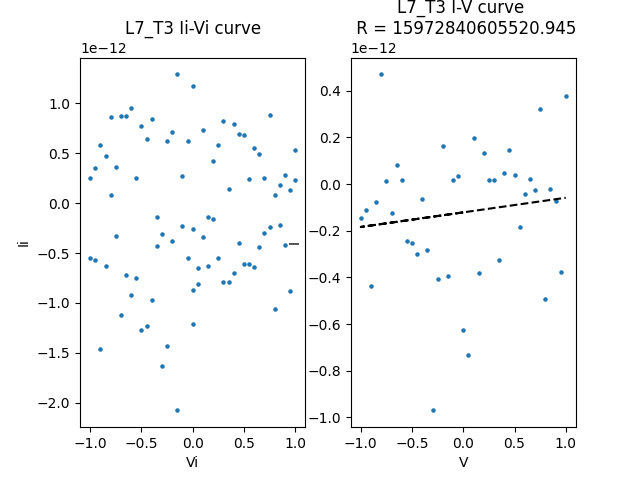 L7_T3 Ii-Vi curve
1e−12
1.0
0.5
0.0
−0.5
−1.0
−1.5
−2.0
Ii
−1.0 −0.5 0.0 0.5 1.0
Vi
L7_T3 I-V curve
R = 15972840605520.945
1e−12
0.4
0.2
0.0
−0.2
−0.4
−0.6
−0.8
−1.0
−1.0 −0.5 0.0 0.5 1.0
V